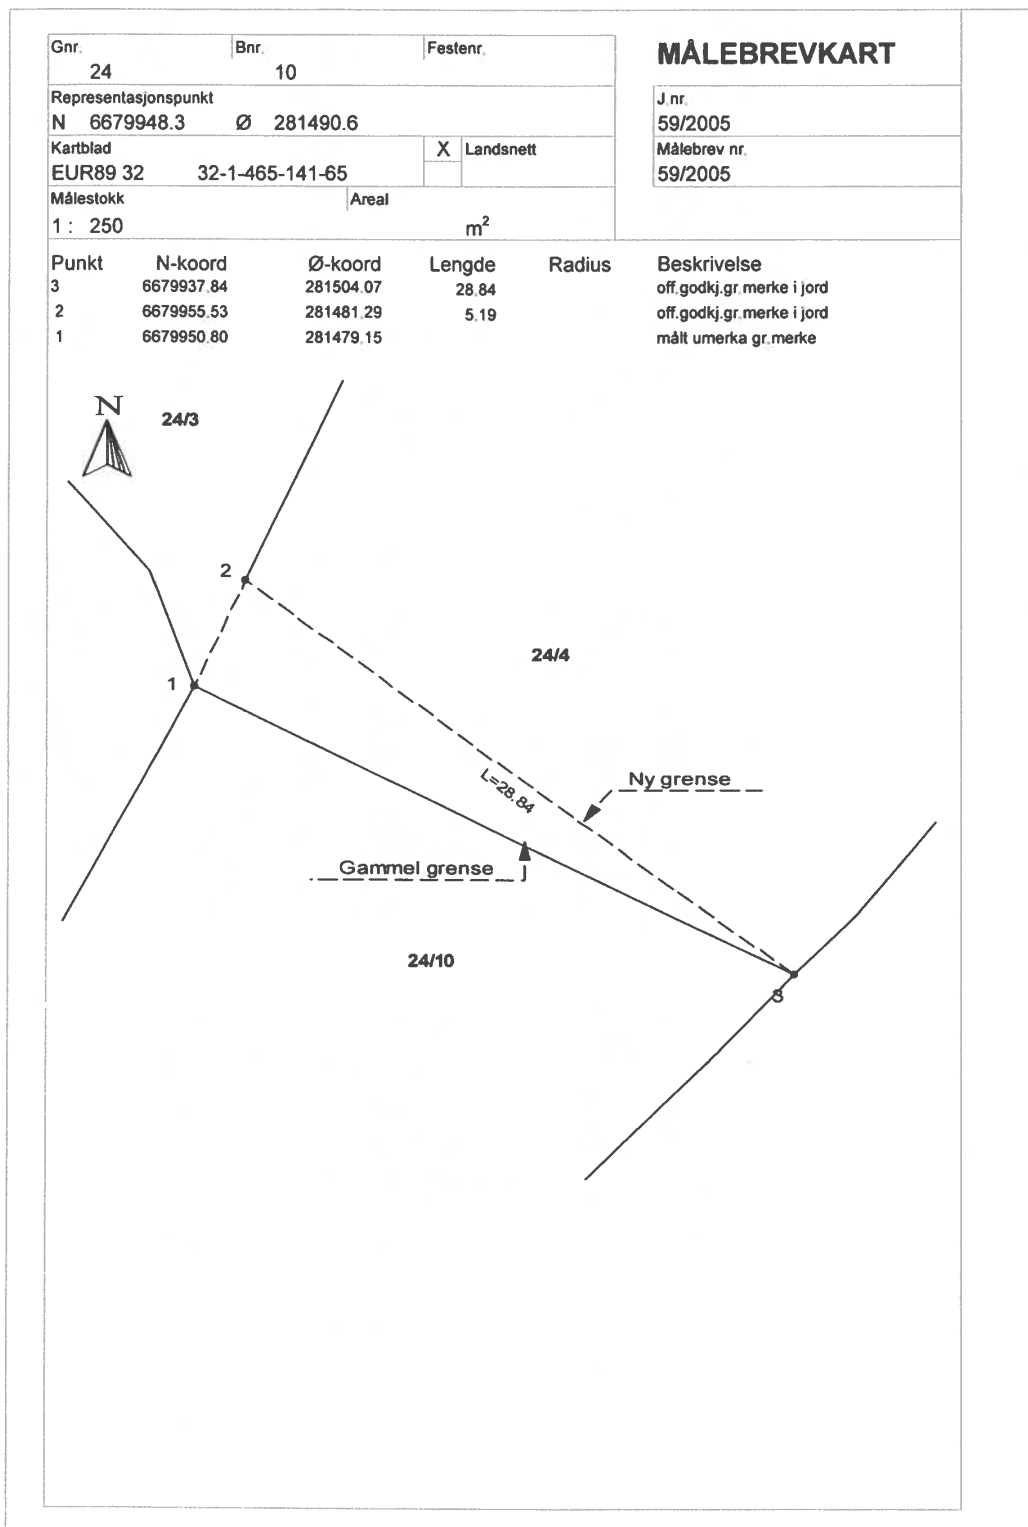 MÅLEBREVKART
Gnr. Bnr. Festenr.
24 10
Representasjonspunkt
N 6679948.3 Ø 281490.6
J.nr.
59/2005
Kartblad X Landsnett
EUR89 32 32-1-465-141-65
Målebrev nr.
59/2005
Målestokk Areal
1 : 250 m²
Punkt N-koord Ø-koord Lengde Radius Beskrivelse
3 6679937.84 281504.07 28.84 off.godkj.gr.merke i jord
2 6679955.53 281481.29 5.19 off.godkj.gr.merke i jord
1 6679950.80 281479.15 målt umerka gr.merke
N
24/3
2
24/4
1
L=28.84
Ny grense
Gammel grense
24/10
3